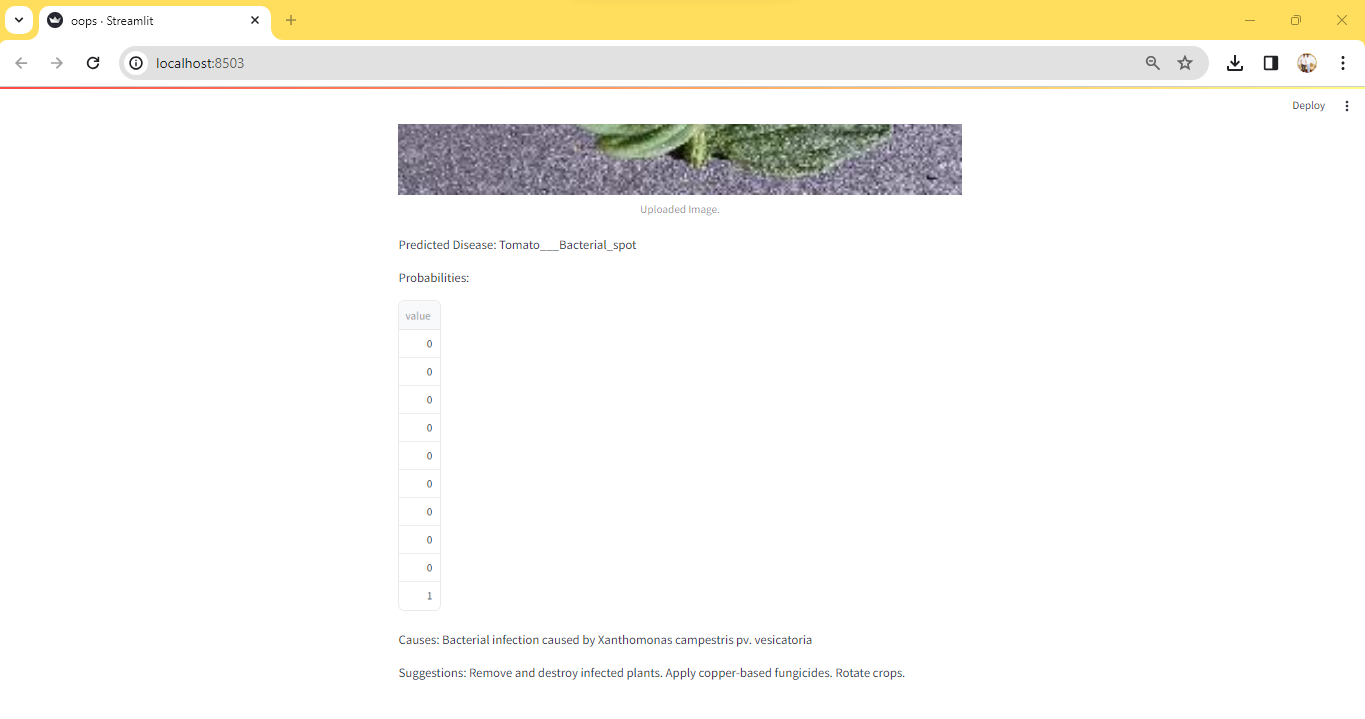 oops · Streamlit
localhost:8503
Deploy
Uploaded Image.
Predicted Disease: Tomato___Bacterial_spot
Probabilities:
value
0
0
0
0
0
0
0
0
0
1
Causes: Bacterial infection caused by Xanthomonas campestris pv. vesicatoria
Suggestions: Remove and destroy infected plants. Apply copper-based fungicides. Rotate crops.